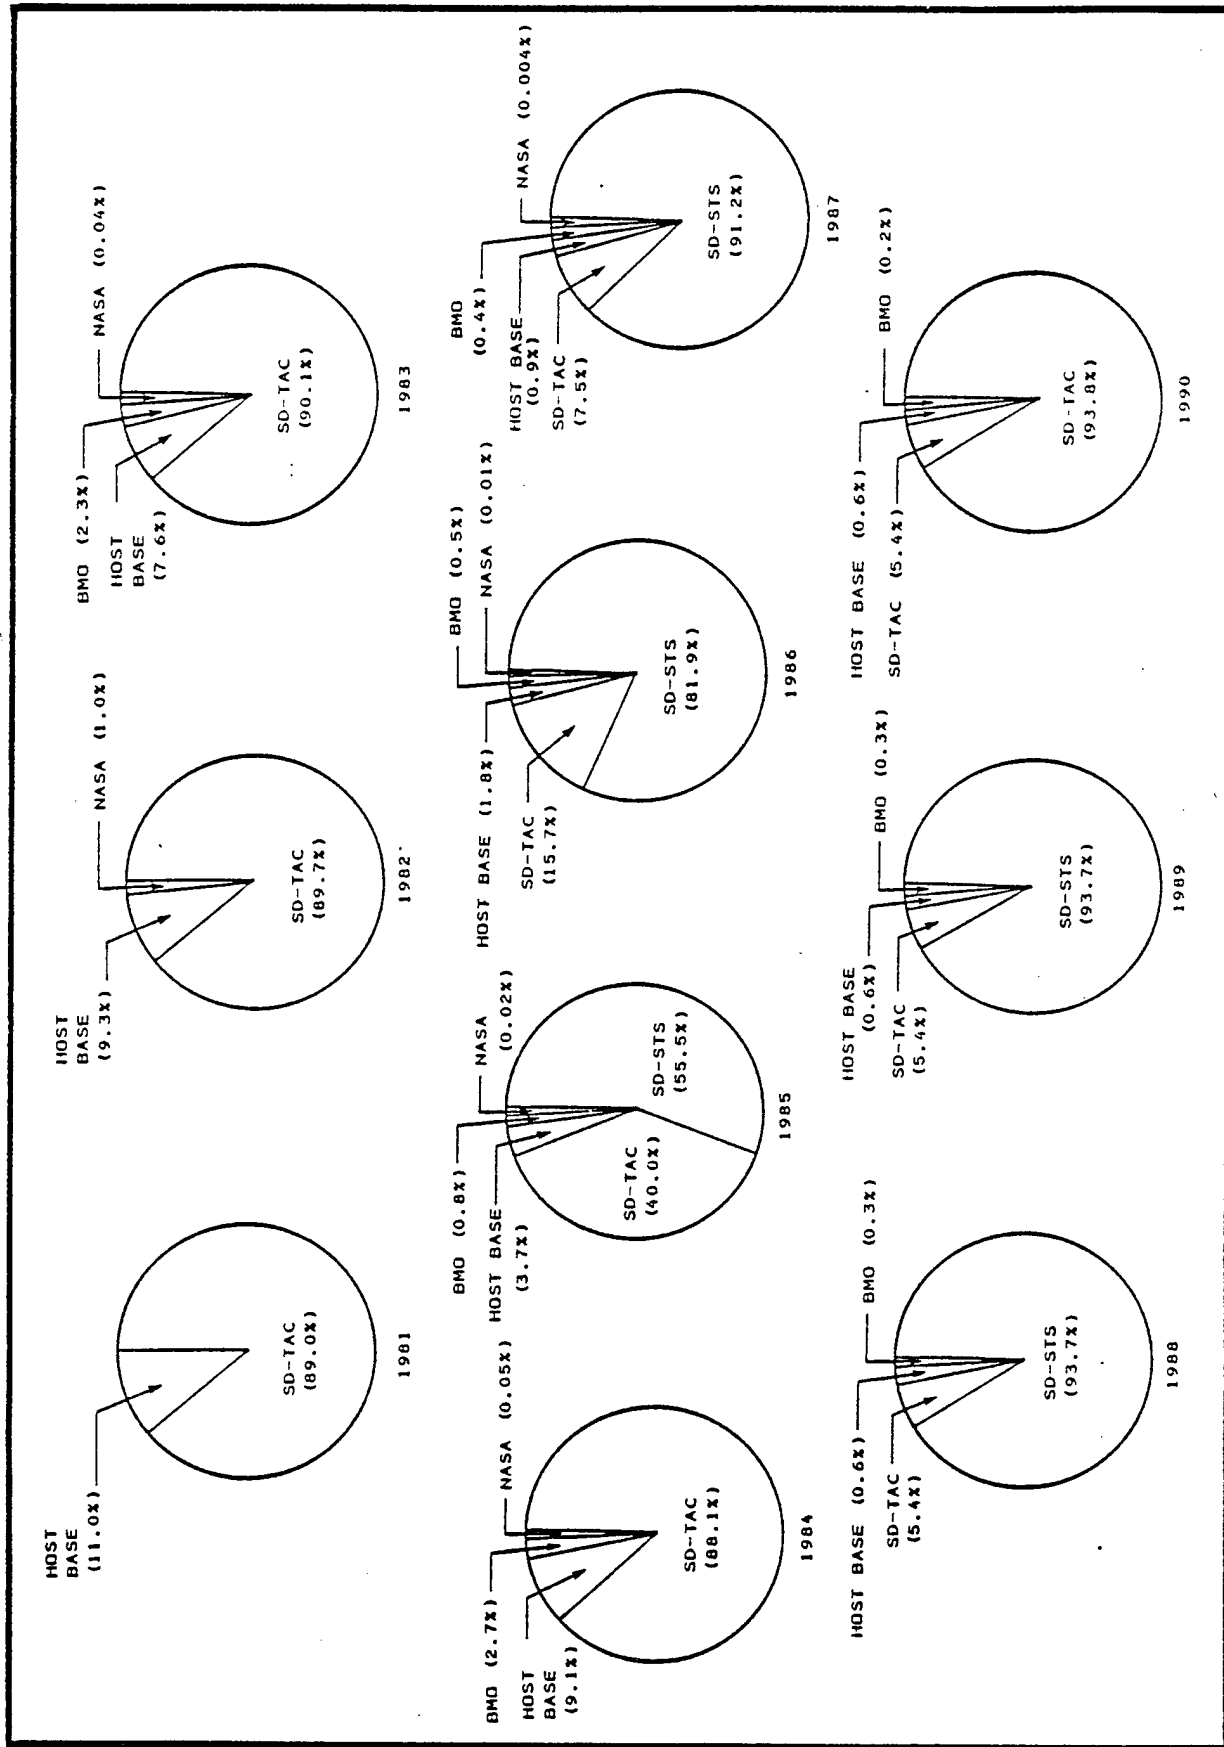 HOST
BASE
(11.0%)
SD-TAC
(89.0%)
1981
HOST
BASE
(9.3%)
NASA (1.0%)
SD-TAC
(89.7%)
1982
BMO (2.3%)
HOST
BASE
(7.6%)
NASA (0.04%)
SD-TAC
(90.1%)
1983
BMO (2.7%)
HOST
BASE
(9.1%)
NASA (0.05%)
SD-TAC
(88.1%)
1984
BMO (0.8%)
HOST BASE
(3.7%)
NASA
(0.02%)
SD-TAC
(40.0%)
SD-STS
(55.5%)
1985
HOST BASE (1.8%)
SD-TAC
(15.7%)
BMO (0.5%)
NASA (0.01%)
SD-STS
(81.9%)
1986
BMO
(0.4%)
HOST BASE
(0.9%)
SD-TAC
(7.5%)
NASA (0.004%)
SD-STS
(91.2%)
1987
HOST BASE (0.6%)
SD-TAC
(5.4%)
BMO (0.3%)
SD-STS
(93.7%)
1988
HOST BASE
(0.6%)
SD-TAC
(5.4%)
BMO (0.3%)
SD-STS
(93.7%)
1989
HOST BASE (0.6%)
SD-TAC (5.4%)
BMO (0.2%)
SD-TAC
(93.8%)
1990